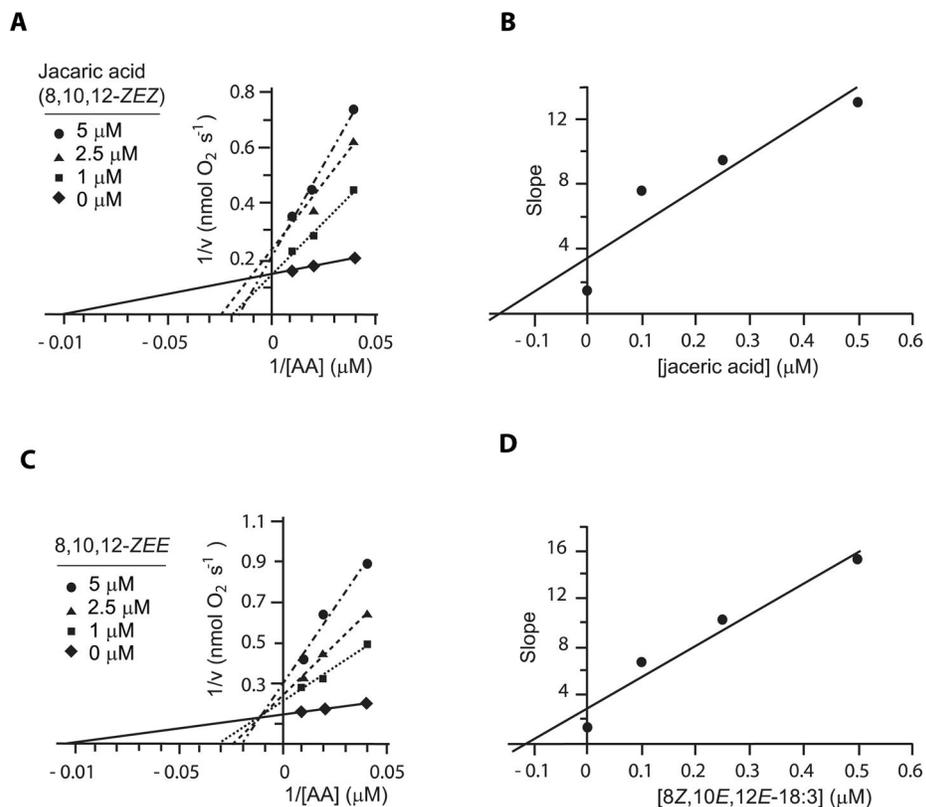 A
Jacaric acid
(8,10,12-ZEZ)
5 μM
2.5 μM
1 μM
0 μM
1/v (nmol O2 s-1)
0.8
0.6
0.4
0.2
- 0.01
- 0.05
0
0.05
1/[AA] (μM)
B
Slope
12
8
4
- 0.1
0
0.1
0.2
0.3
0.4
0.5
0.6
[jaceric acid] (μM)
C
8,10,12-ZEE
5 μM
2.5 μM
1 μM
0 μM
1/v (nmol O2 s-1 )
1.1
0.9
0.7
0.5
0.3
- 0.01
- 0.05
0
0.05
1/[AA] (μM)
D
Slope
16
12
8
4
- 0.1
0
0.1
0.2
0.3
0.4
0.5
0.6
[8Z,10E,12E-18:3] (μM)